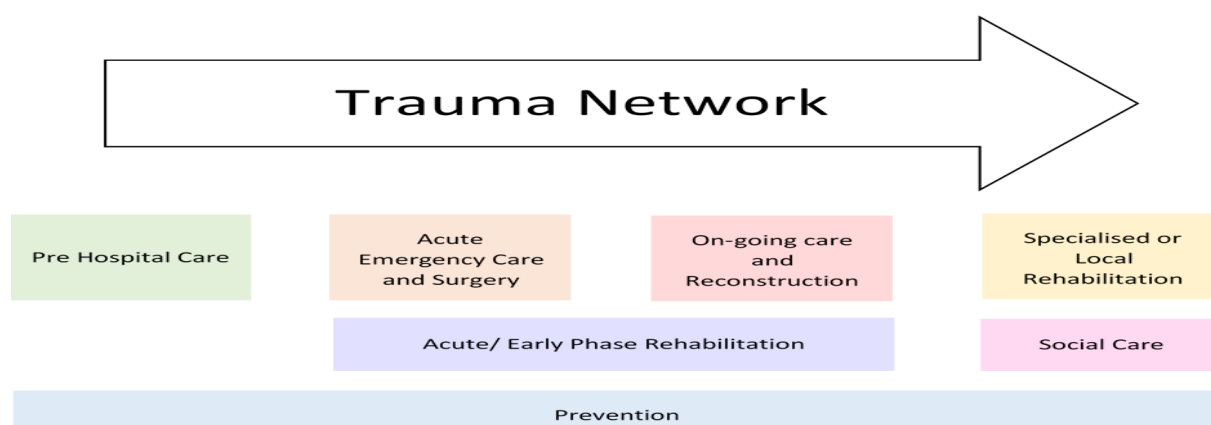 Trauma Network
Pre Hospital Care
Acute
Emergency Care
and Surgery
On-going care
and
Reconstruction
Specialised or
Local
Rehabilitation
Acute/ Early Phase Rehabilitation
Social Care
Prevention